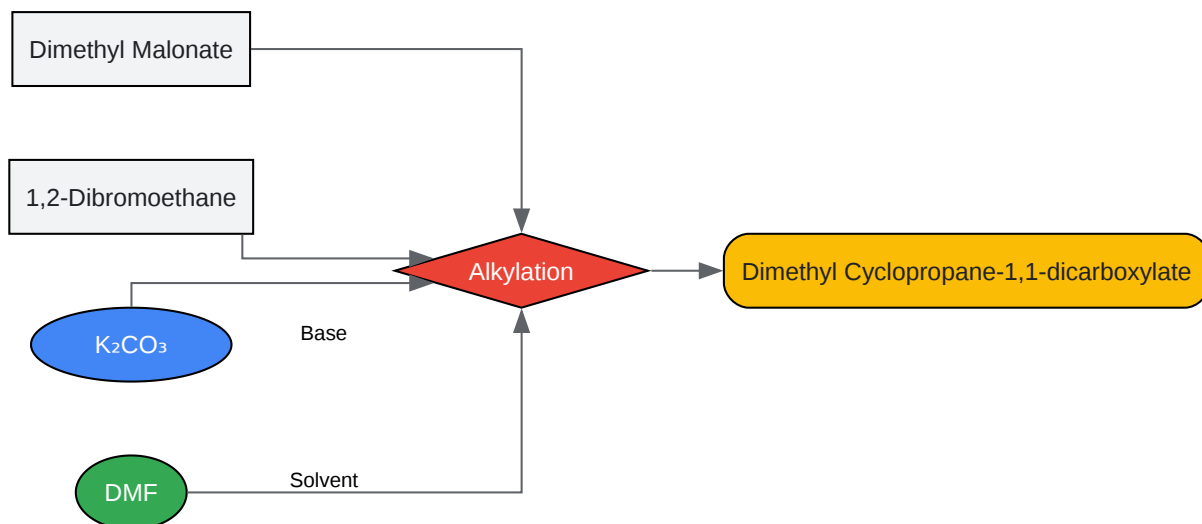 Dimethyl Malonate
1,2-Dibromoethane
Alkylation
Dimethyl Cyclopropane-1,1-dicarboxylate
K₂CO₃
Base
DMF
Solvent